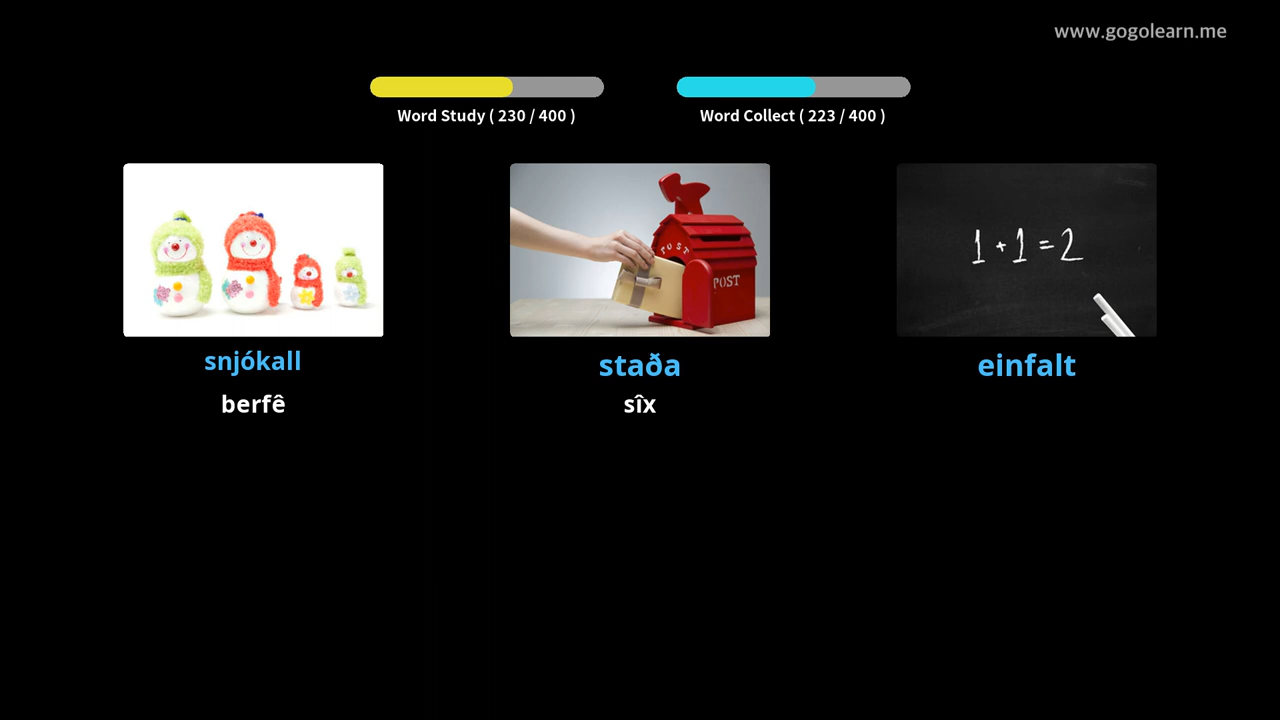 www.gogolearn.me
Word Study ( 230 / 400 )
Word Collect ( 223 / 400 )
POST
POST
1 + 1 = 2
snjókall
staða
einfalt
berfê
sîx